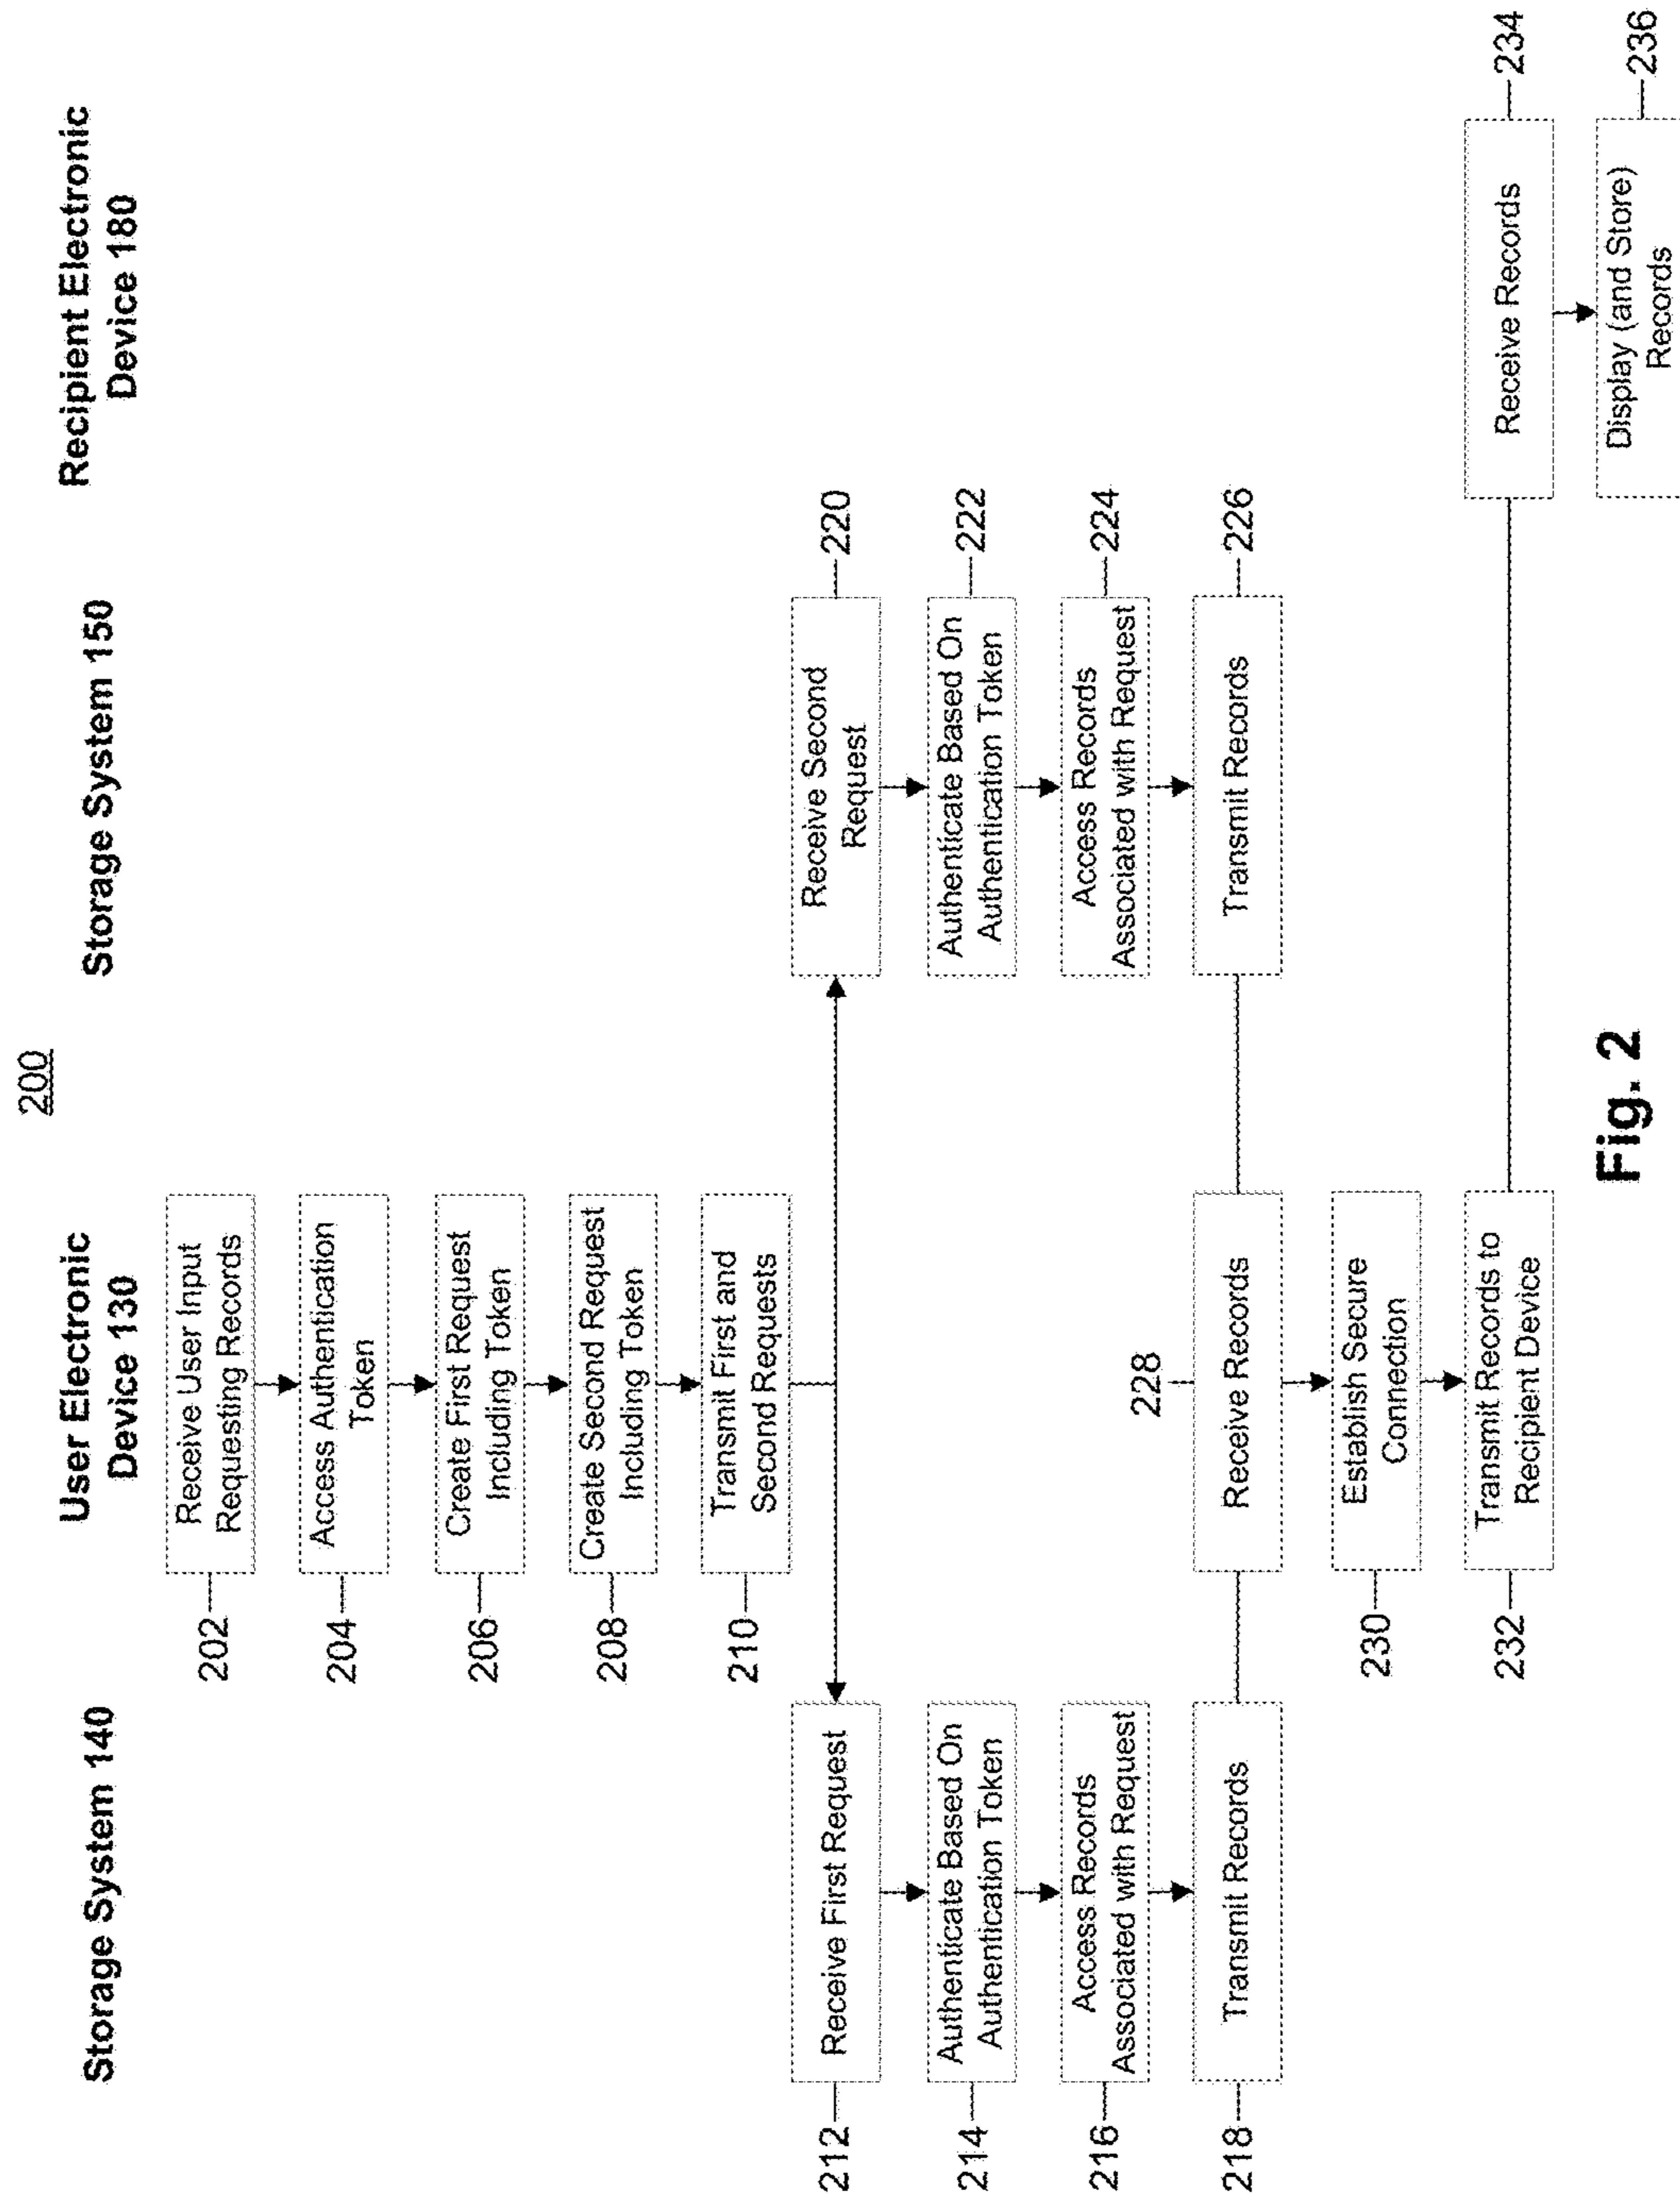 200
Storage System 140
User Electronic
Device 130
Storage System 150
Recipient Electronic
Device 180
202
Receive User Input
Requesting Records
204
Access Authentication
Token
206
Create First Request
Including Token
208
Create Second Request
Including Token
210
Transmit First and
Second Requests
212
Receive First Request
Receive Second
Request
220
214
Authenticate Based On
Authentication Token
Authenticate Based On
Authentication Token
222
216
Access Records
Associated with Request
Access Records
Associated with Request
224
218
Transmit Records
228
Receive Records
Transmit Records
226
230
Establish Secure
Connection
232
Transmit Records to
Recipient Device
Receive Records
234
Display (and Store)
Records
236
Fig. 2